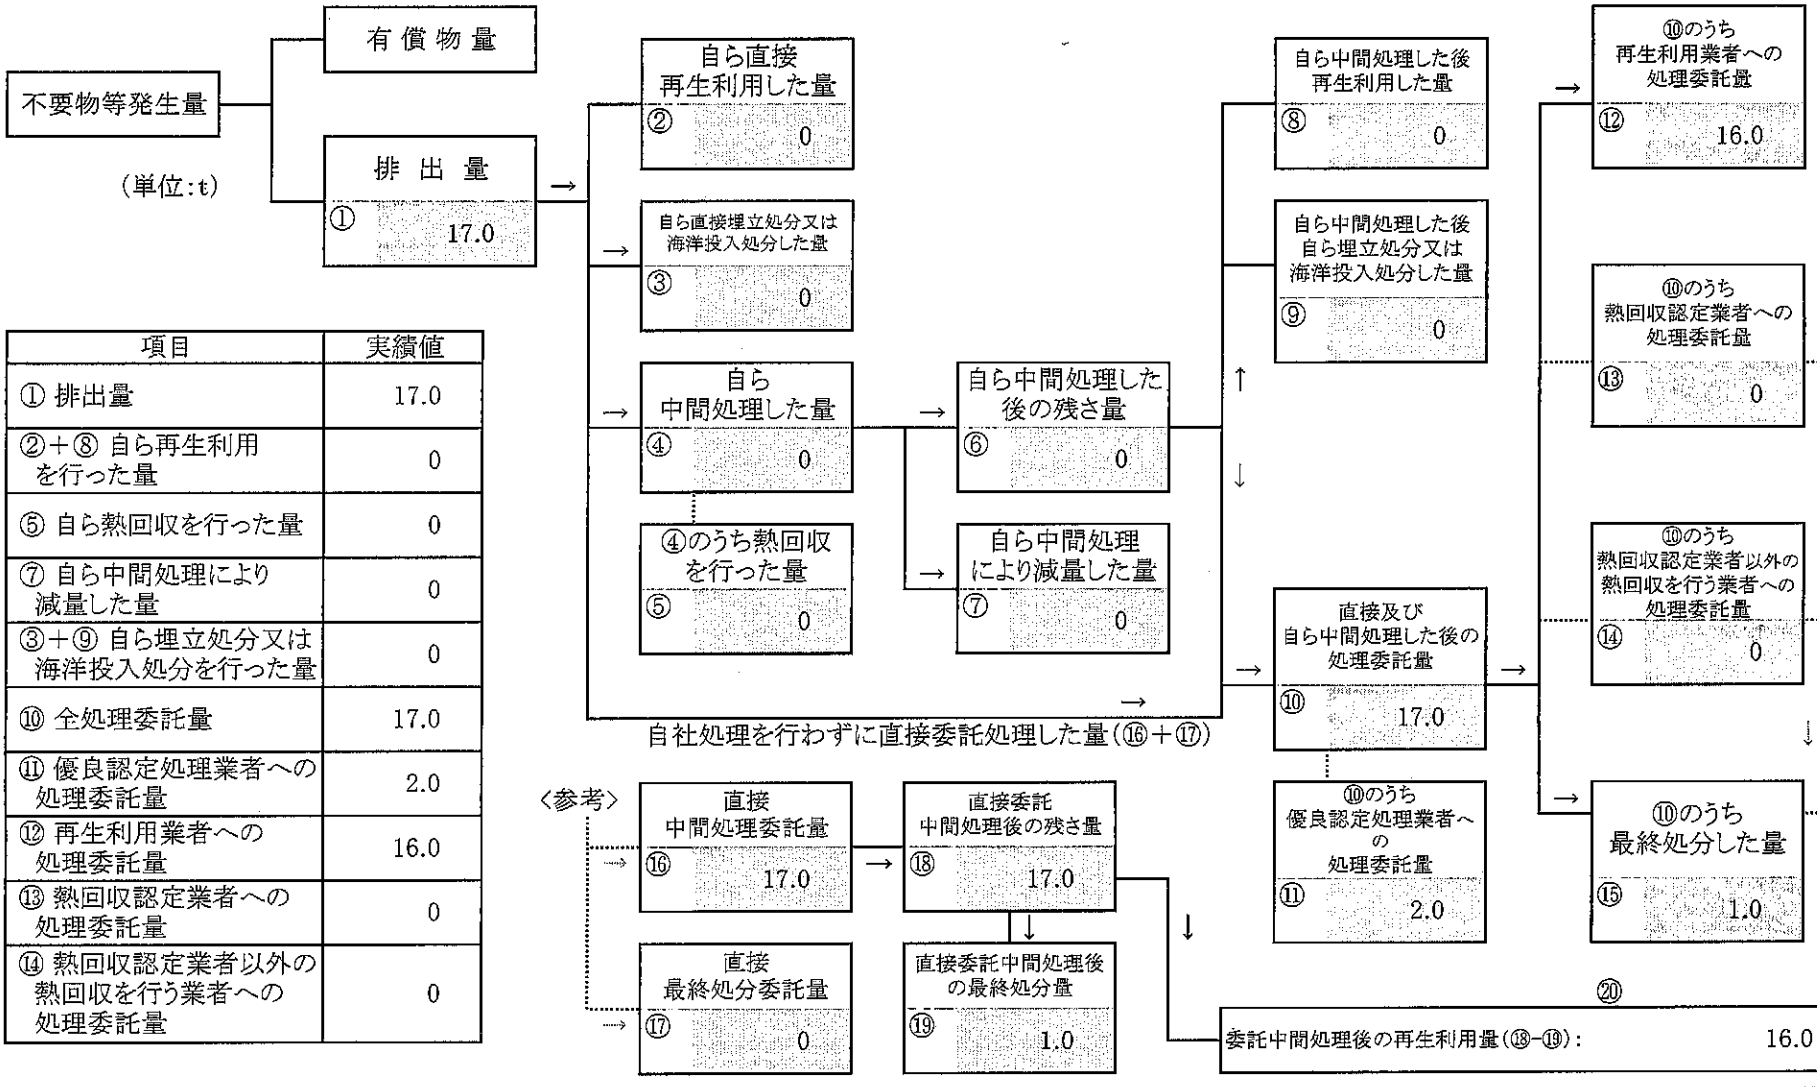 有償物量
不要物等発生量
(単位:t)
排出量
①
17.0
自ら直接
再生利用した量
②
0
自ら直接埋立処分又は
海洋投入処分した量
③
0
自ら
中間処理した量
④
0
④のうち熱回収
を行った量
⑤
0
自ら中間処理した
後の残さ量
⑥
0
自ら中間処理
により減量した量
⑦
0
自ら中間処理した後
再生利用した量
⑧
0
自ら中間処理した後
自ら埋立処分又は
海洋投入処分した量
⑨
0
直接及び
自ら中間処理した後の
処理委託量
⑩
17.0
⑩のうち
優良認定処理業者へ
の
処理委託量
⑪
2.0
⑩のうち
再生利用業者への
処理委託量
⑫
16.0
⑩のうち
熱回収認定業者への
処理委託量
⑬
0
⑩のうち
熱回収認定業者以外の
熱回収を行う業者への
処理委託量
⑭
0
⑩のうち
最終処分した量
⑮
1.0
自社処理を行わずに直接委託処理した量(⑯+⑰)
<参考>
直接
中間処理委託量
⑯
17.0
直接
最終処分委託量
⑰
0
直接委託
中間処理後の残さ量
⑱
17.0
直接委託中間処理後
の最終処分量
⑲
1.0
⑳
委託中間処理後の再生利用量(⑱-⑲): 16.0
項目 実績値
① 排出量 17.0
②+⑧ 自ら再生利用
を行った量 0
⑤ 自ら熱回収を行った量 0
⑦ 自ら中間処理により
減量した量 0
③+⑨ 自ら埋立処分又は
海洋投入処分を行った量 0
⑩ 全処理委託量 17.0
⑪ 優良認定処理業者への
処理委託量 2.0
⑫ 再生利用業者への
処理委託量 16.0
⑬ 熱回収認定業者への
処理委託量 0
⑭ 熱回収認定業者以外の
熱回収を行う業者への
処理委託量 0